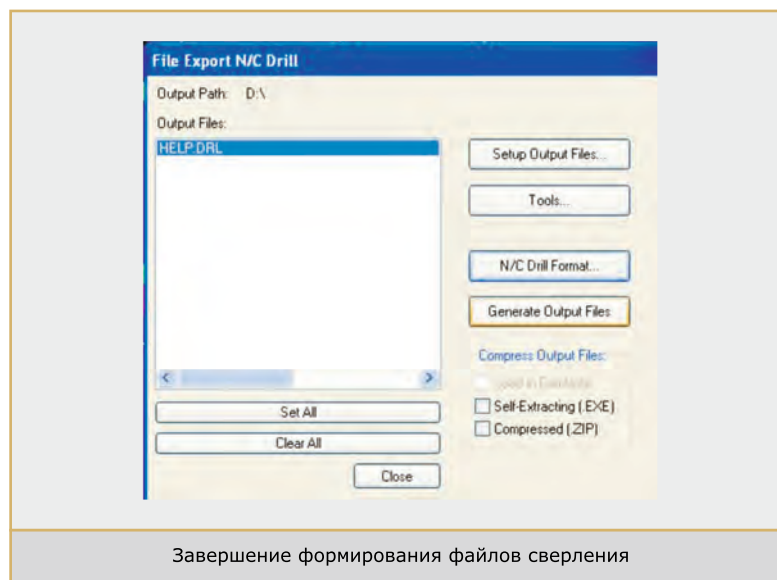 File Export N/C Drill
Output Path: D:\
Output Files:
HELP.DRL
Setup Output Files...
Tools...
N/C Drill Format...
Generate Output Files
Compress Output Files:
Self-Extracting (.EXE)
Compressed (.ZIP)
Set All
Clear All
Close
Завершение формирования файлов сверления